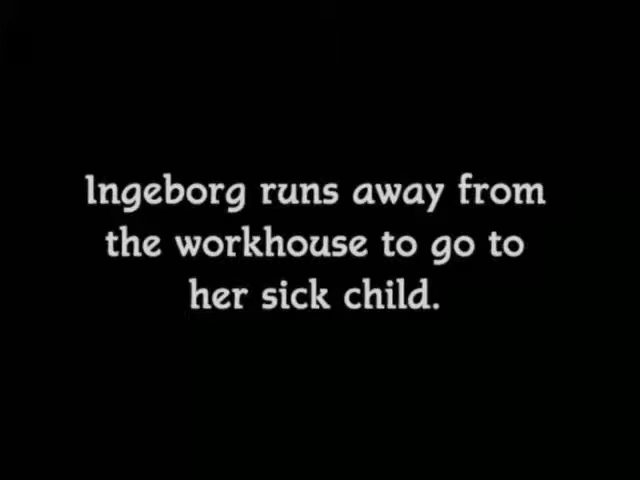 Ingeborg runs away from
the workhouse to go to
her sick child.